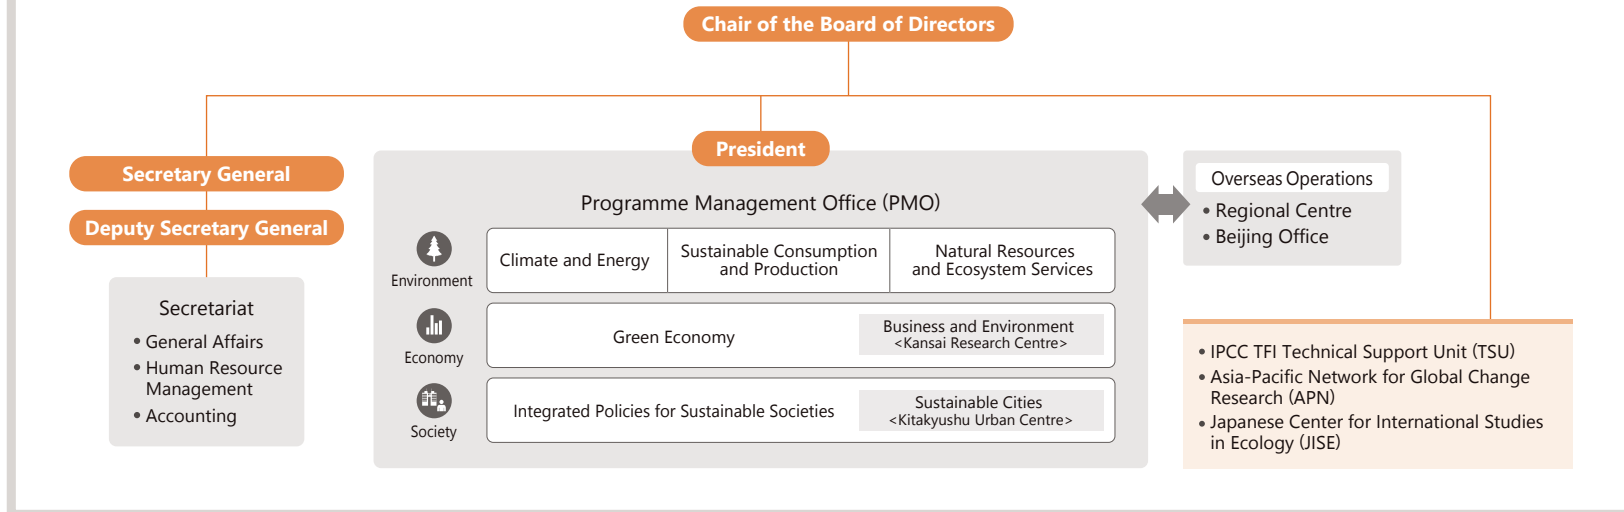 Chair of the Board of Directors
Secretary General
Deputy Secretary General
Secretariat
• General Affairs
• Human Resource
Management
• Accounting
President
Programme Management Office (PMO)
Environment
Climate and Energy
Sustainable Consumption
and Production
Natural Resources
and Ecosystem Services
Economy
Green Economy
Business and Environment
<Kansai Research Centre>
Society
Integrated Policies for Sustainable Societies
Sustainable Cities
<Kitakyushu Urban Centre>
Overseas Operations
• Regional Centre
• Beijing Office
• IPCC TFI Technical Support Unit (TSU)
• Asia-Pacific Network for Global Change
Research (APN)
• Japanese Center for International Studies
in Ecology (JISE)